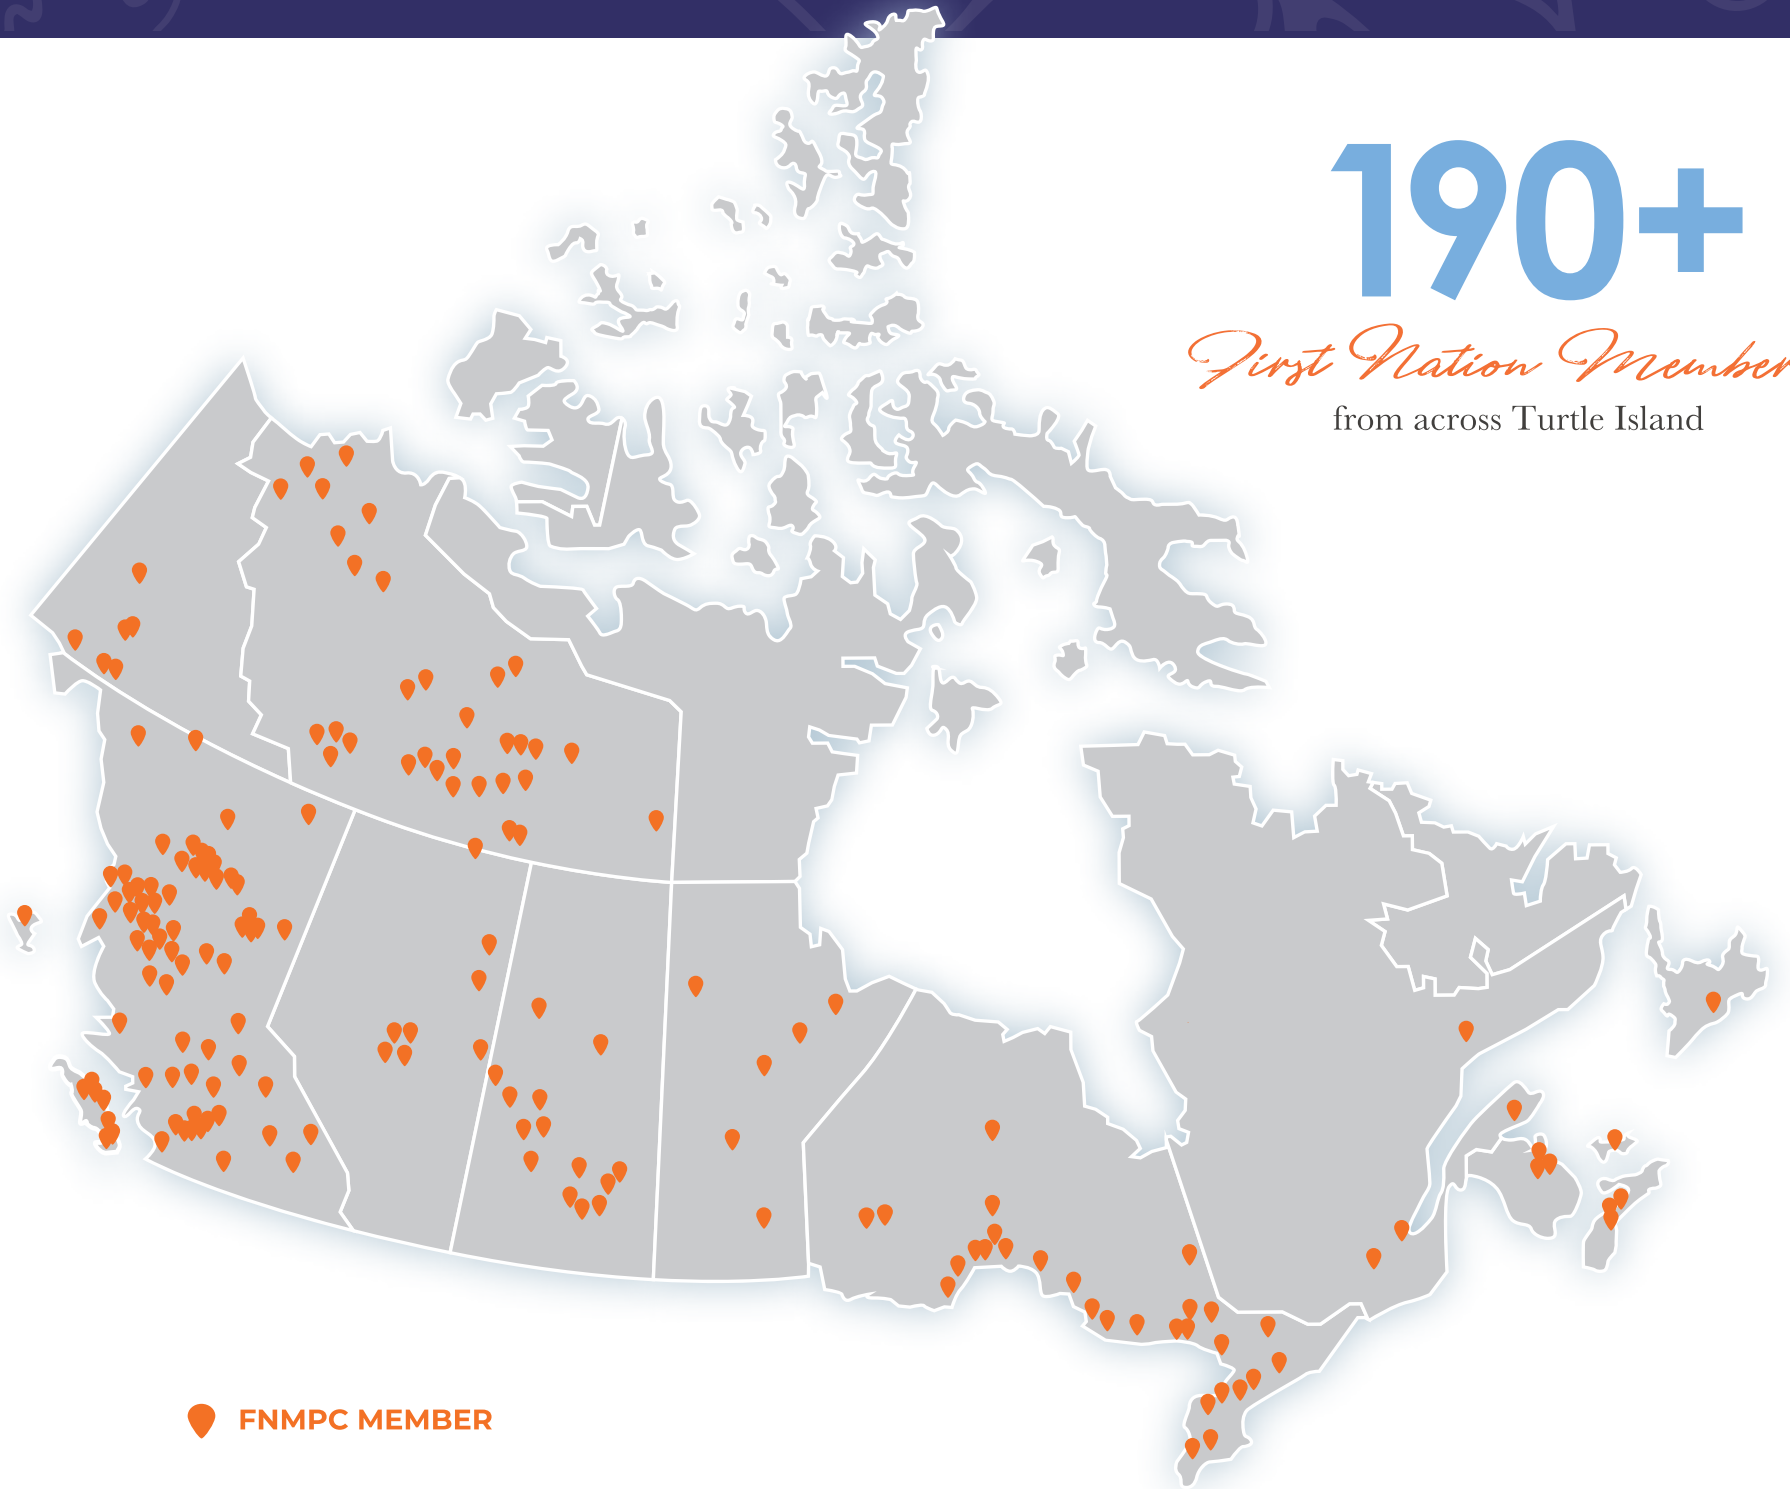 190+
First Nation Member
from across Turtle Island
FNMPC MEMBER